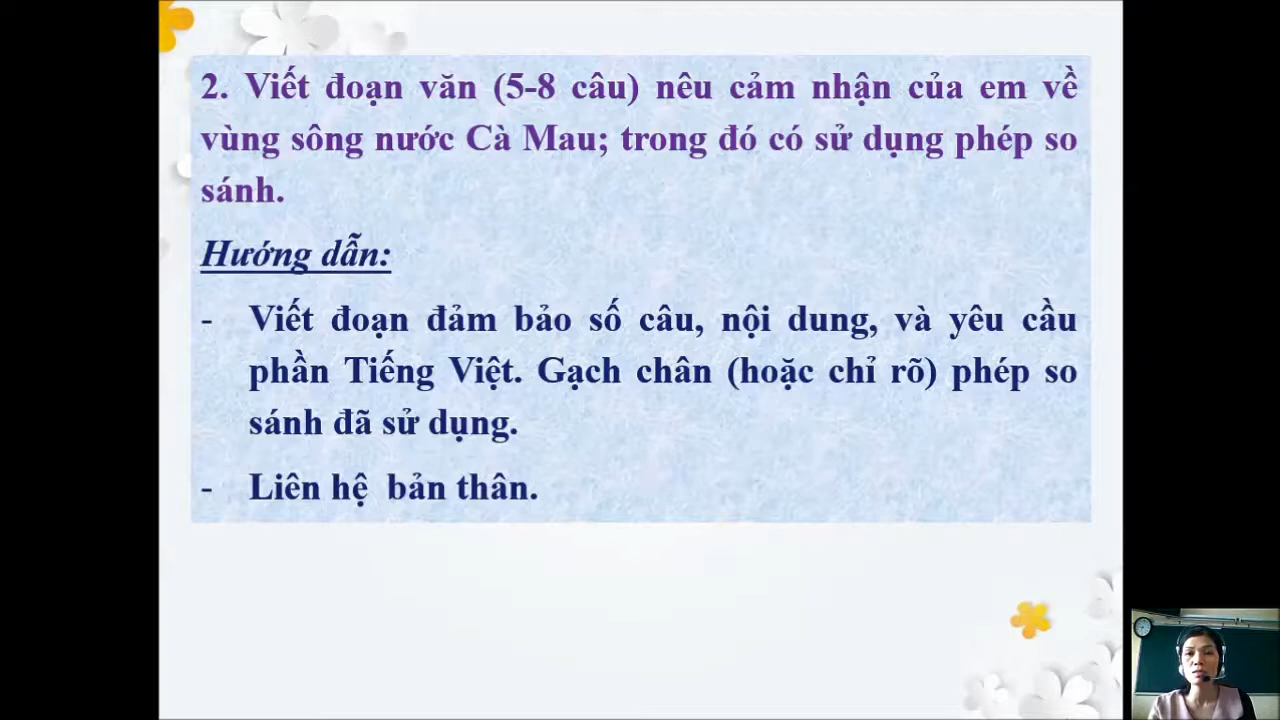 2. Viết đoạn văn (5-8 câu) nêu cảm nhận của em về
vùng sông nước Cà Mau; trong đó có sử dụng phép so
sánh.
Hướng dẫn:
- Viết đoạn đảm bảo số câu, nội dung, và yêu cầu
phần Tiếng Việt. Gạch chân (hoặc chỉ rõ) phép so
sánh đã sử dụng.
- Liên hệ bản thân.